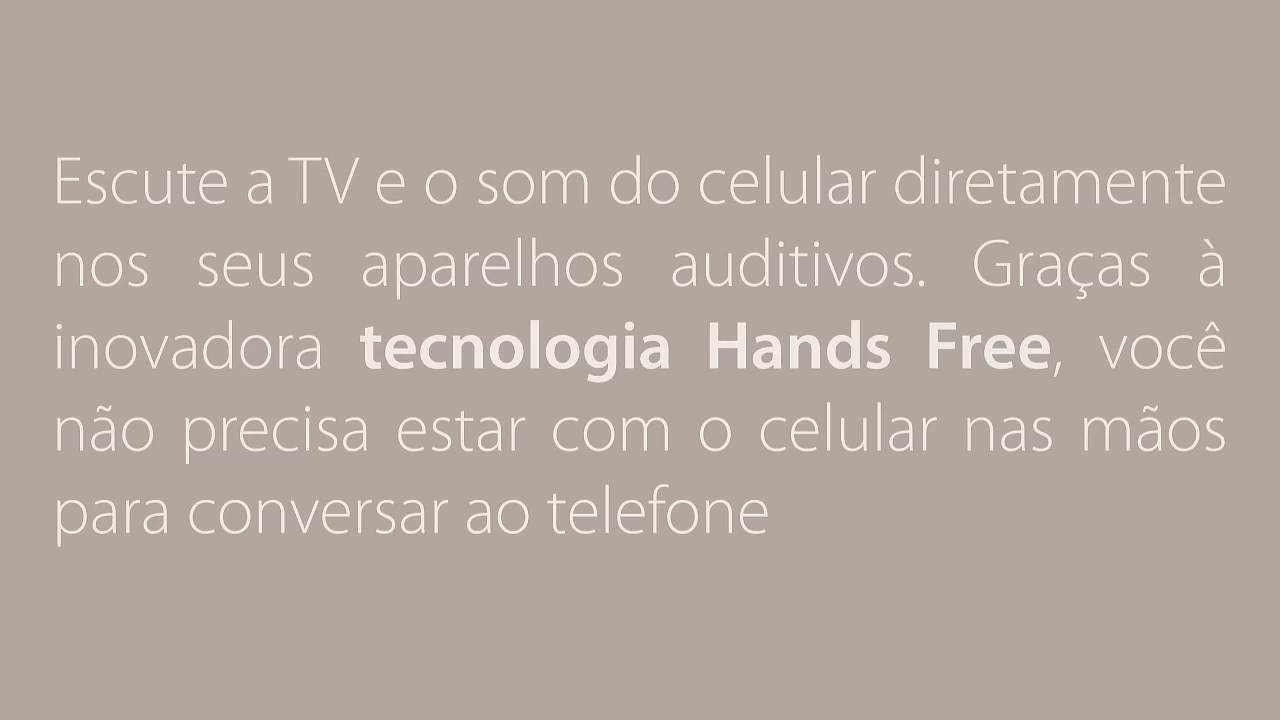 Escute a TV e o som do celular diretamente
nos seus aparelhos auditivos. Graças à
inovadora tecnologia Hands Free, você
não precisa estar com o celular nas mãos
para conversar ao telefone